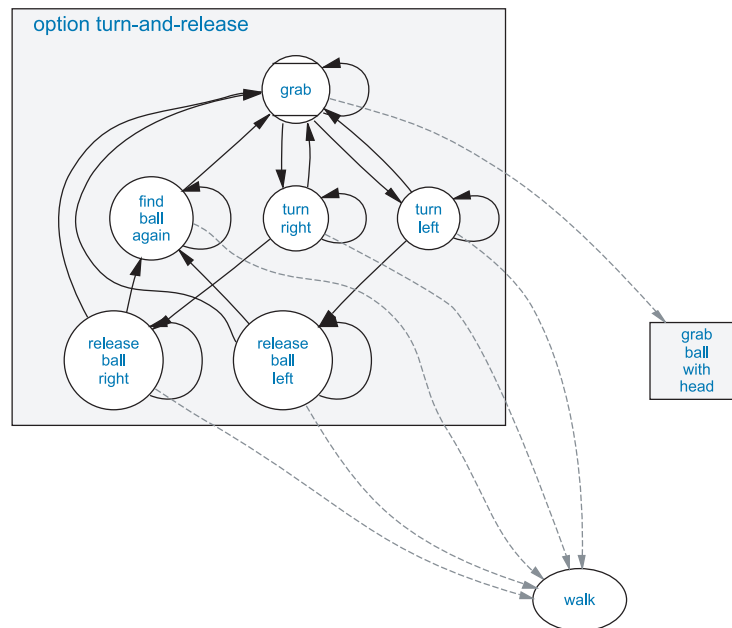 option turn-and-release
grab
find
ball
again
turn
right
turn
left
release
ball
right
release
ball
left
grab
ball
with
head
walk